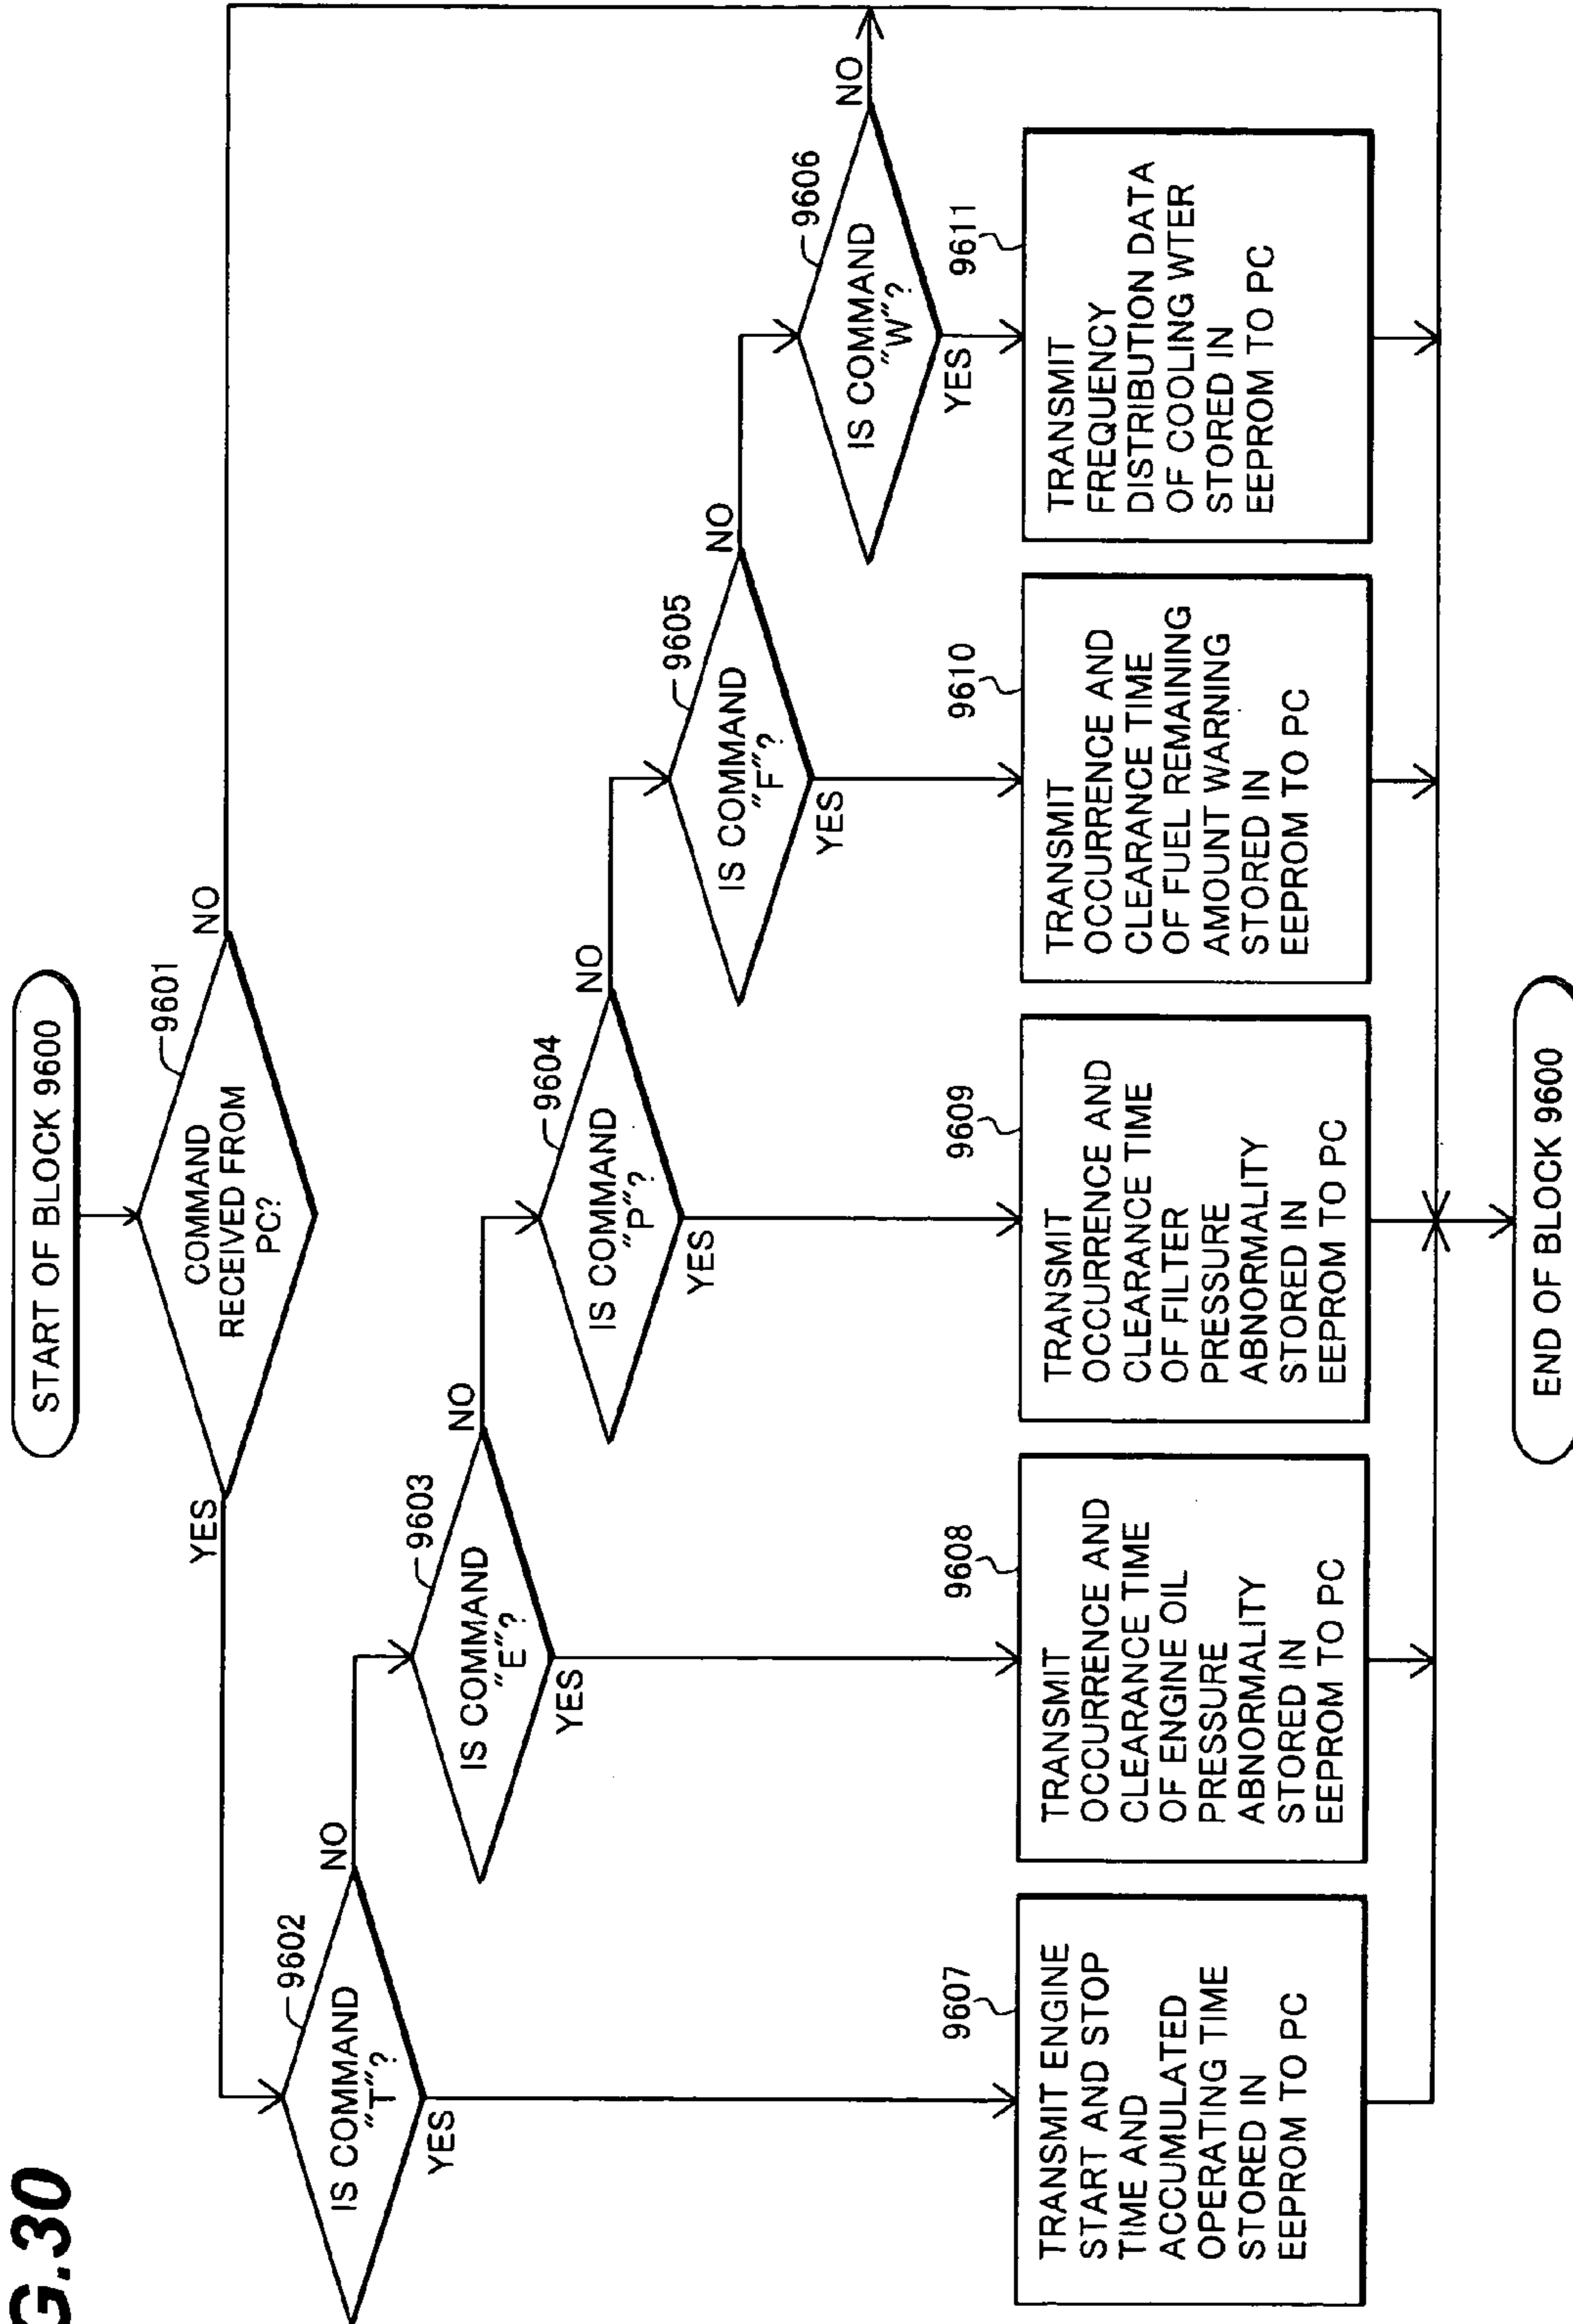 G.30
START OF BLOCK 9600
9601
COMMAND
RECEIVED FROM
PC?
YES
NO
9602
IS COMMAND
"T"?
NO
YES
9603
IS COMMAND
"E"?
NO
YES
9604
IS COMMAND
"P"?
NO
YES
9605
IS COMMAND
"F"?
NO
YES
9606
IS COMMAND
"W"?
NO
YES
9607
TRANSMIT ENGINE
START AND STOP
TIME AND
ACCUMULATED
OPERATING TIME
STORED IN
EEPROM TO PC
9608
TRANSMIT
OCCURRENCE AND
CLEARANCE TIME
OF ENGINE OIL
PRESSURE
ABNORMALITY
STORED IN
EEPROM TO PC
9609
TRANSMIT
OCCURRENCE AND
CLEARANCE TIME
OF FILTER
PRESSURE
ABNORMALITY
STORED IN
EEPROM TO PC
9610
TRANSMIT
OCCURRENCE AND
CLEARANCE TIME
OF FUEL REMAINING
AMOUNT WARNING
STORED IN
EEPROM TO PC
9611
TRANSMIT
FREQUENCY
DISTRIBUTION DATA
OF COOLING WTER
STORED IN
EEPROM TO PC
END OF BLOCK 9600